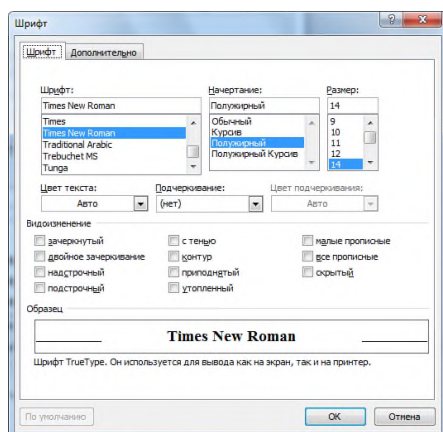 Шрифт
Шрифт Дополнительно
Шрифт: Начертание: Размер:
Times New Roman Полужирный 14
Times Обычный 9
Times New Roman Курсив 10
Traditional Arabic Полужирный 11
Trebuchet MS Полужирный Курсив 12
Tunga 14
Цвет текста: Подчеркивание: Цвет подчеркивания:
Авто (нет) Авто
Видоизменение
зачеркнутый с тенью малые прописные
двойное зачеркивание контур все прописные
надстрочный приподнятый скрытый
подстрочный утопленный
Образец
Times New Roman
Шрифт TrueType. Он используется для вывода как на экран, так и на принтер.
По умолчанию ОК Отмена